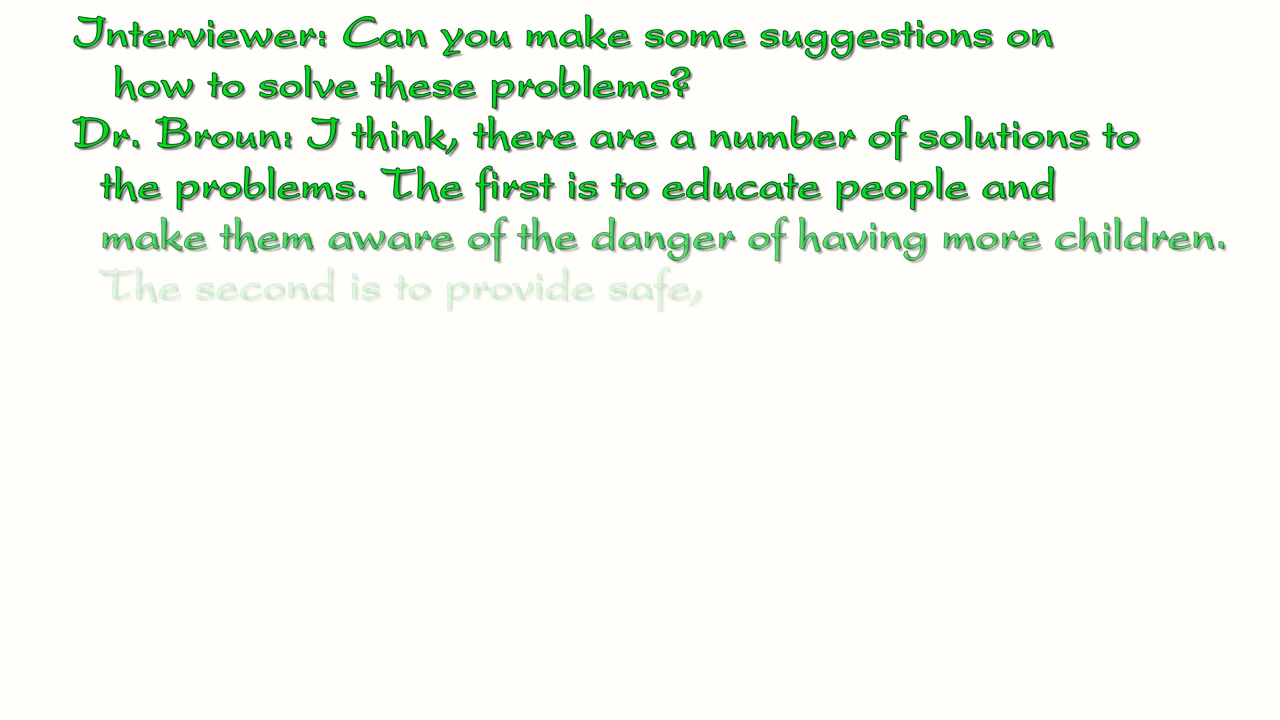 Interviewer: Can you make some suggestions on
how to solve these problems?
Dr. Broun: I think, there are a number of solutions to
the problems. The first is to educate people and
make them aware of the danger of having more children.
The second is to provide safe,